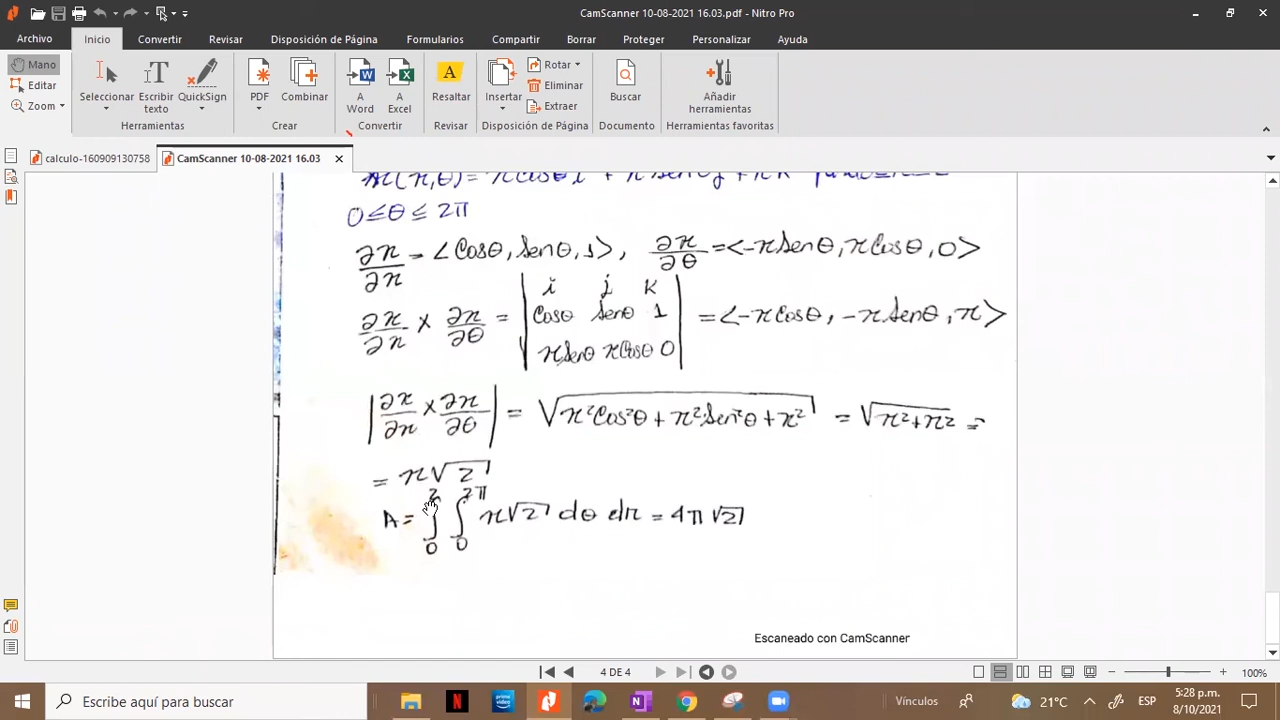 CamScanner 10-08-2021 16.03.pdf - Nitro Pro
Archivo Inicio Convertir Revisar Disposición de Página Formularios Compartir Borrar Proteger Personalizar Ayuda
Mano
Editar
Zoom
Seleccionar
Escribir texto
QuickSign
Herramientas
PDF
Combinar
Crear
A Word
A Excel
Convertir
Resaltar
Revisar
Insertar
Rotar
Eliminar
Extraer
Disposición de Página
Buscar
Documento
Añadir herramientas
Herramientas favoritas
calculo-160909130758
CamScanner 10-08-2021 16.03
(r,θ) = rcosθ i + r senθ j + rk
0 ≤ θ ≤ 2π
∂r/∂r = <Cosθ, Senθ, 1>, ∂r/∂θ = <-rSenθ, rCosθ, 0>
∂r/∂r × ∂r/∂θ = | i j k
Cosθ Senθ 1
rSenθ rCosθ 0 | = <-rCosθ, -rSenθ, r>
|∂r/∂r × ∂r/∂θ| = √(r²Cos²θ + r²Sen²θ + r²) = √(r²+r²) =
= r√2
A = ∫₀² ∫₀^2π r√2 dθ dr = 4π√2
Escaneado con CamScanner
4 DE 4
100%
Escribe aquí para buscar
Vínculos
21°C
ESP
5:28 p.m.
8/10/2021